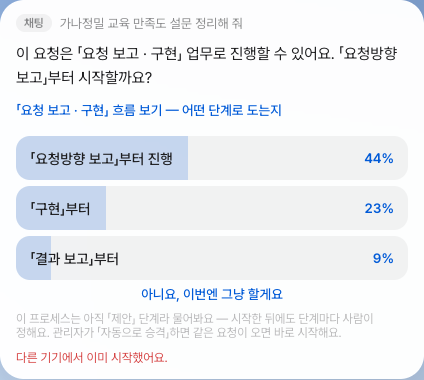 채팅 가나정밀 교육 만족도 설문 정리해 줘
이 요청은 「요청 보고 · 구현」 업무로 진행할 수 있어요. 「요청방향
보고」부터 시작할까요?
「요청 보고 · 구현」 흐름 보기 — 어떤 단계로 도는지
「요청방향 보고」부터 진행 44%
「구현」부터 23%
「결과 보고」부터 9%
아니요, 이번엔 그냥 할게요
이 프로세스는 아직 「제안」 단계라 물어봐요 — 시작한 뒤에도 단계마다 사람이
정해요. 관리자가 「자동으로 승격」하면 같은 요청이 오면 바로 시작해요.
다른 기기에서 이미 시작했어요.